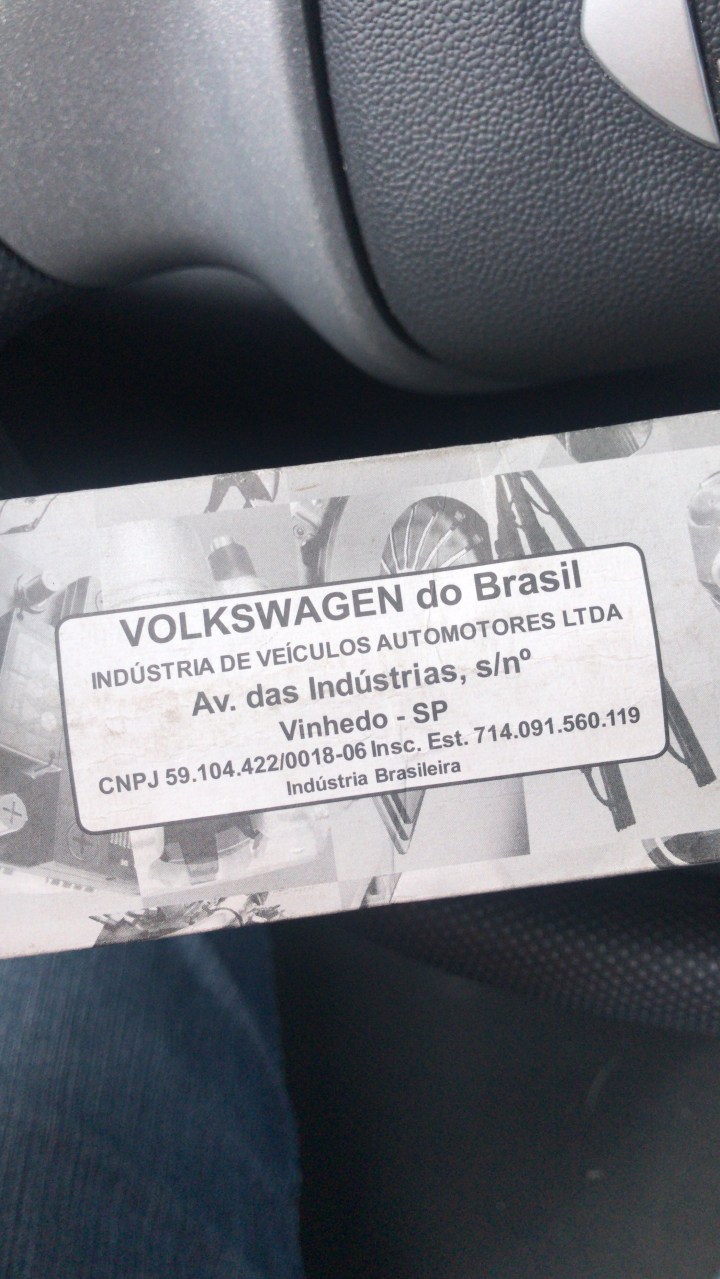 VOLKSWAGEN do Brasil
INDÚSTRIA DE VEÍCULOS AUTOMOTORES LTDA
Av. das Indústrias, s/nº
Vinhedo - SP
CNPJ 59.104.422/0018-06 Insc. Est. 714.091.560.119
Indústria Brasileira